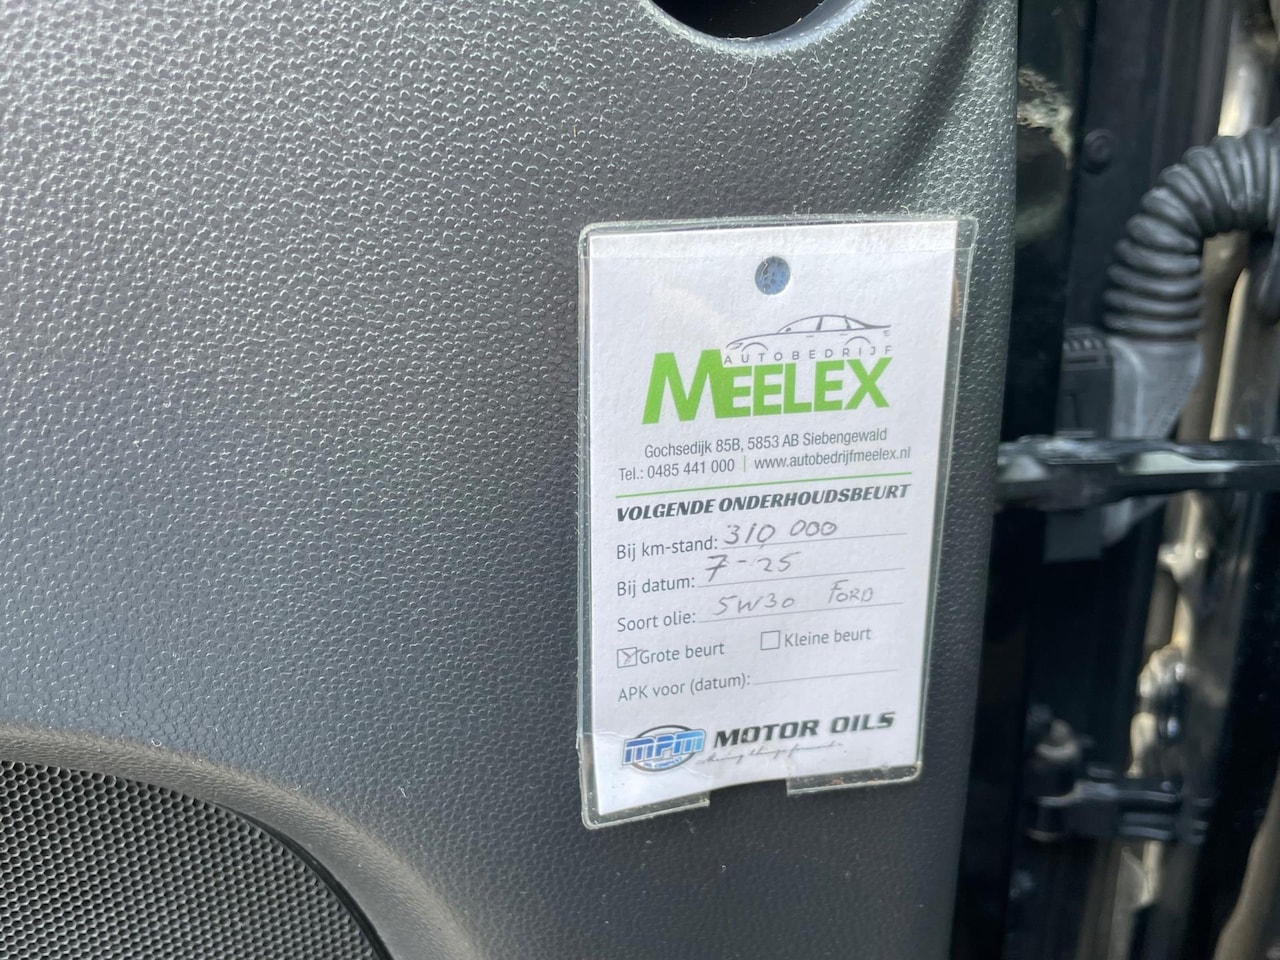 AUTOBEDRIJF
MEELEX
Gochsedijk 85B, 5853 AB Siebengewald
Tel.: 0485 441 000 | www.autobedrijfmeelex.nl
VOLGENDE ONDERHOUDSBEURT
Bij km-stand: 310,000
Bij datum: 7-25
Soort olie: 5W30 FORD
Grote beurt Kleine beurt
APK voor (datum):
MPM MOTOR OILS